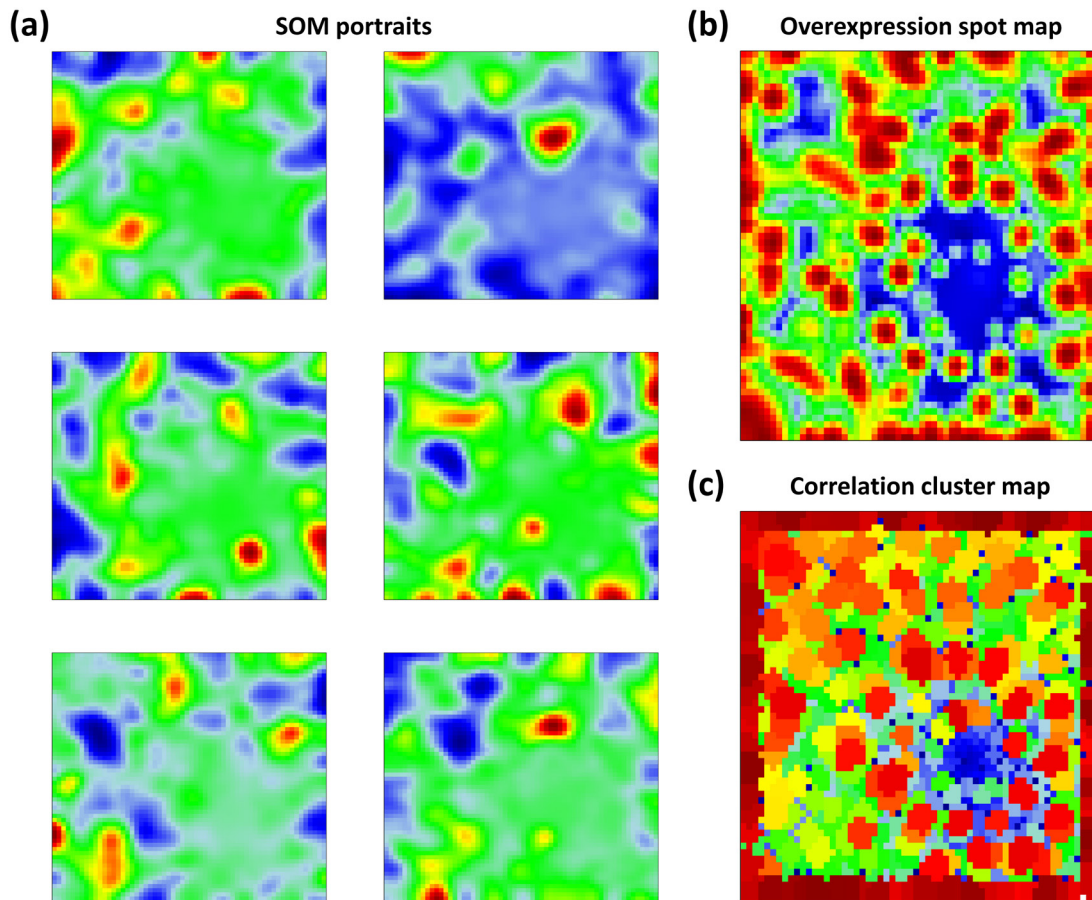 (a)
SOM portraits
(b)
Overexpression spot map
(c)
Correlation cluster map